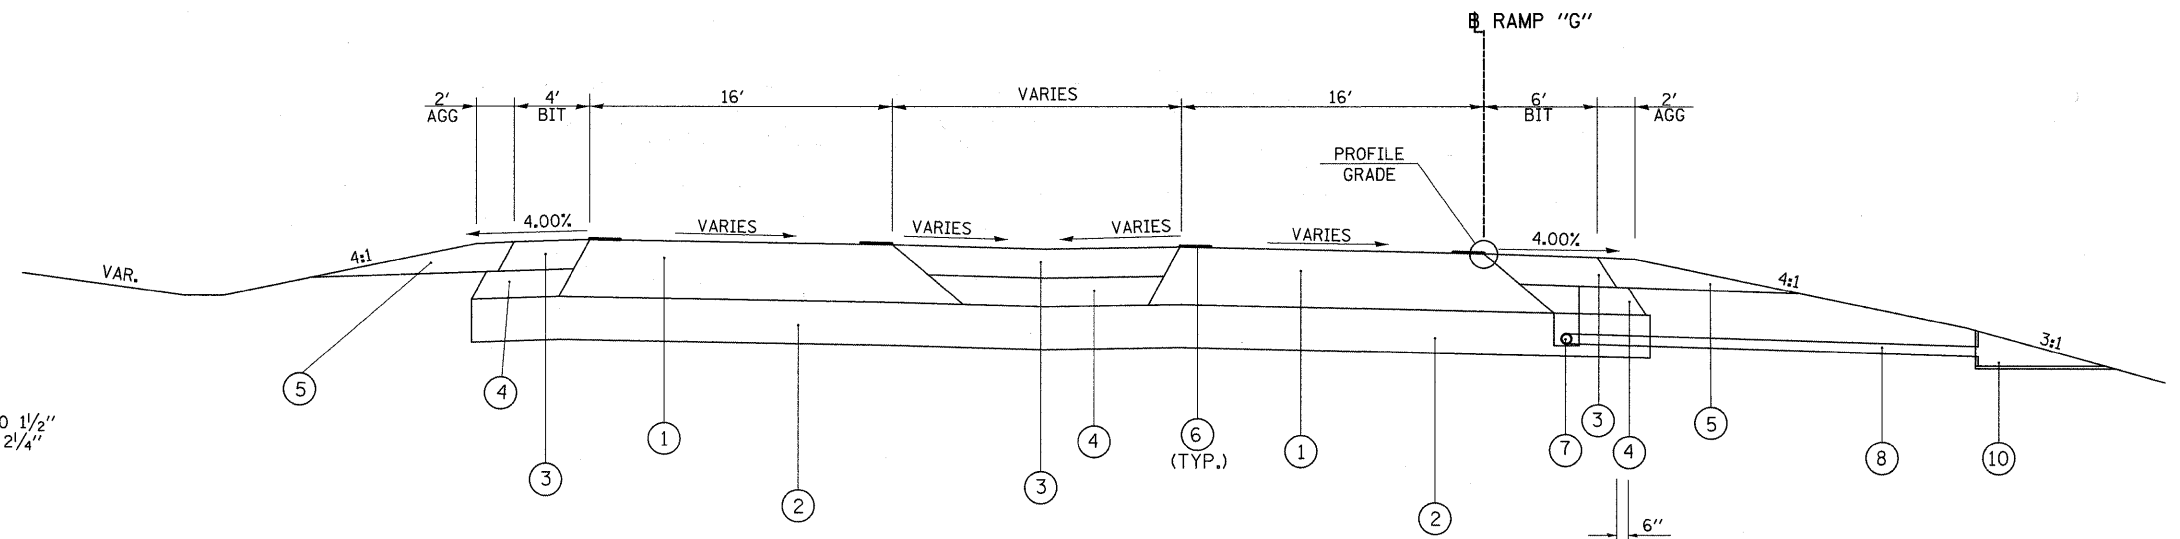 B RAMP "G"
2'
AGG
4'
BIT
16'
VARIES
16'
6'
BIT
2'
AGG
PROFILE
GRADE
4.00%
VARIES
VARIES
VARIES
VARIES
4.00%
VAR.
4:1
4:1
3:1
5
4
3
1
2
3
4
6
(TYP.)
1
2
7
3
4
5
8
10
O 1 1/2"
2 1/4"
6"